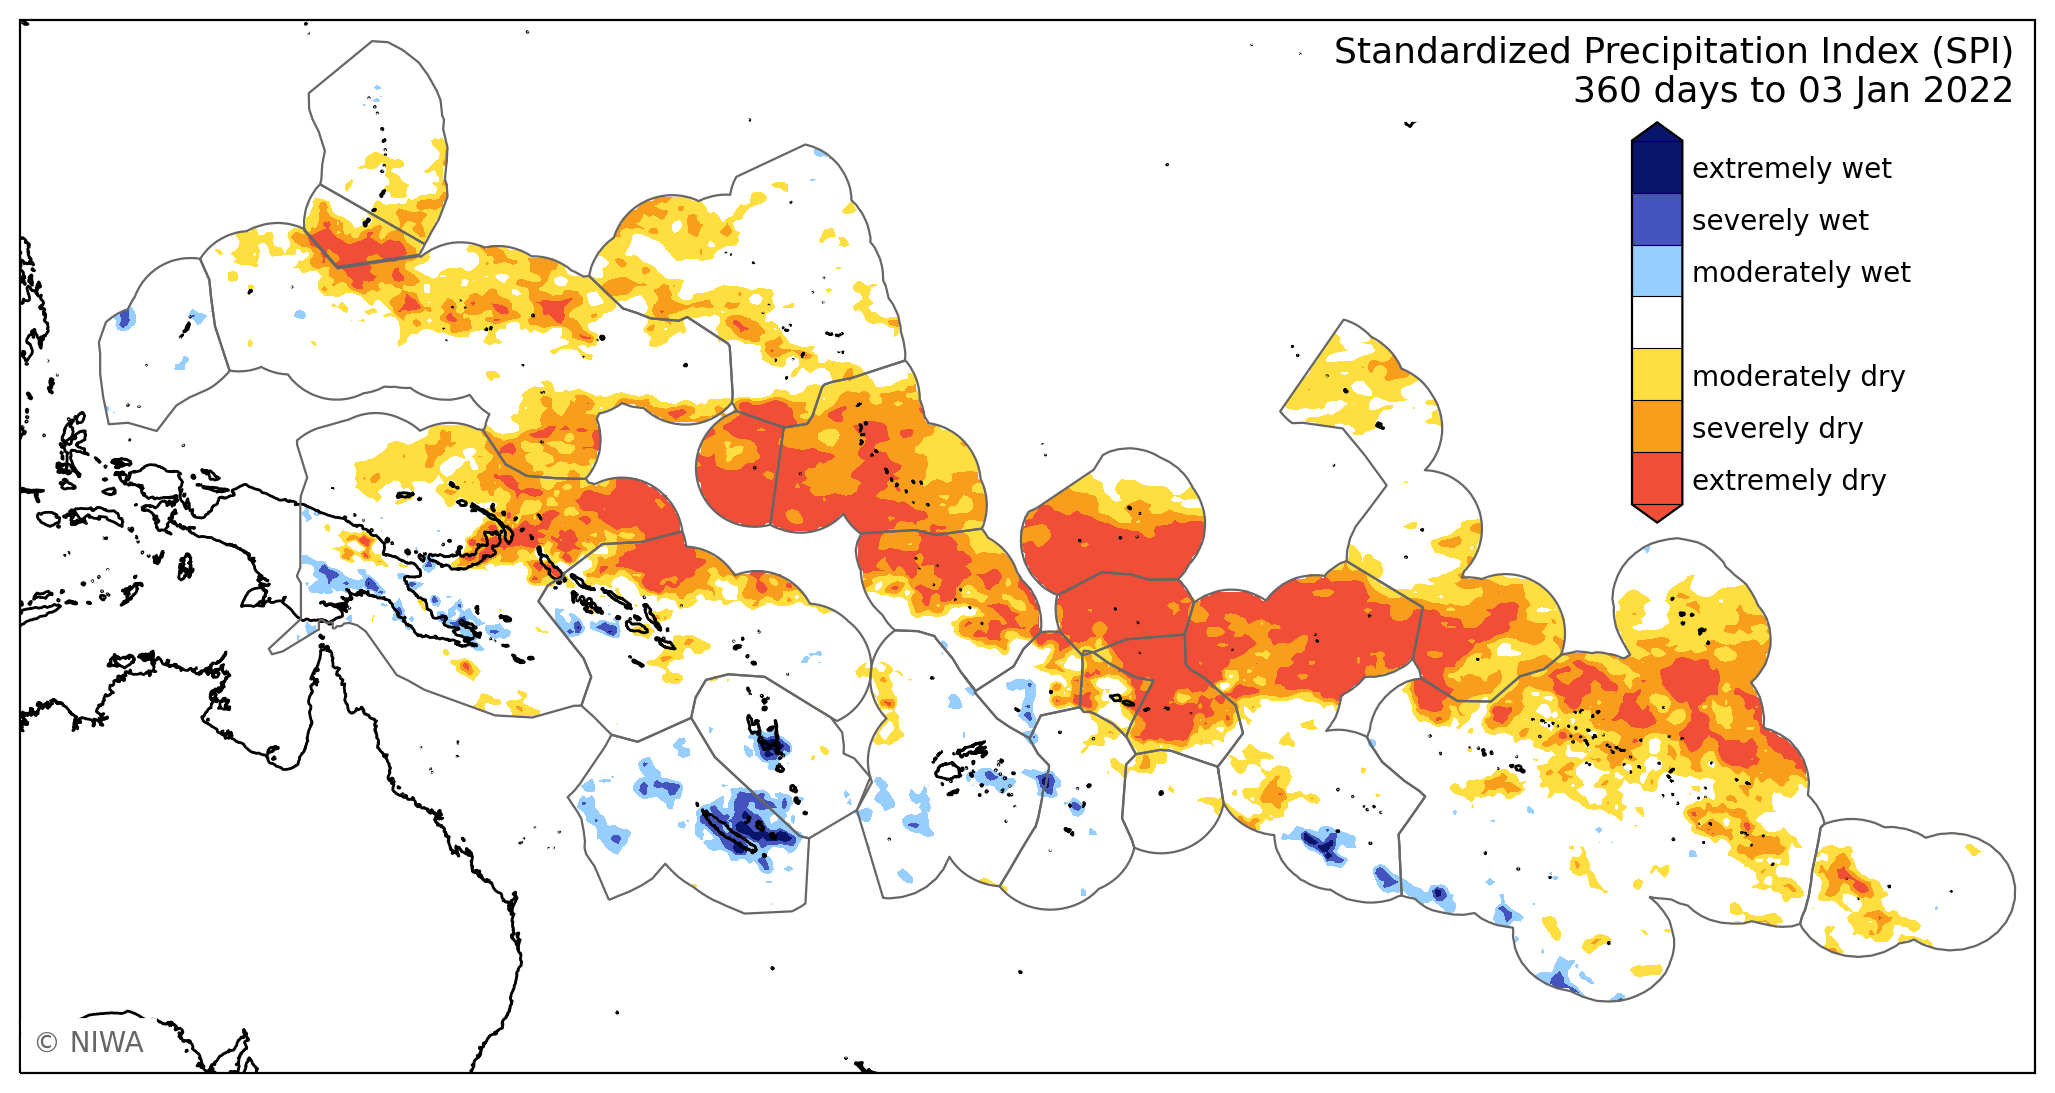 Standardized Precipitation Index (SPI)
360 days to 03 Jan 2022
extremely wet
severely wet
moderately wet
moderately dry
severely dry
extremely dry
© NIWA